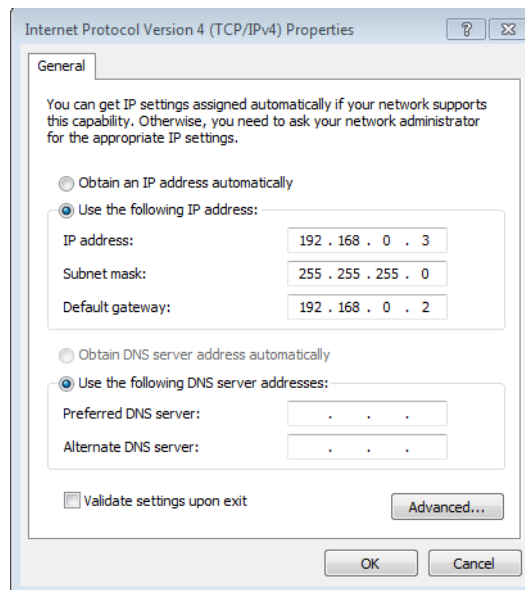 Internet Protocol Version 4 (TCP/IPv4) Properties
?
General
You can get IP settings assigned automatically if your network supports
this capability. Otherwise, you need to ask your network administrator
for the appropriate IP settings.
Obtain an IP address automatically
Use the following IP address:
IP address: 192 . 168 . 0 . 3
Subnet mask: 255 . 255 . 255 . 0
Default gateway: 192 . 168 . 0 . 2
Obtain DNS server address automatically
Use the following DNS server addresses:
Preferred DNS server: . . .
Alternate DNS server: . . .
Validate settings upon exit
Advanced...
OK Cancel